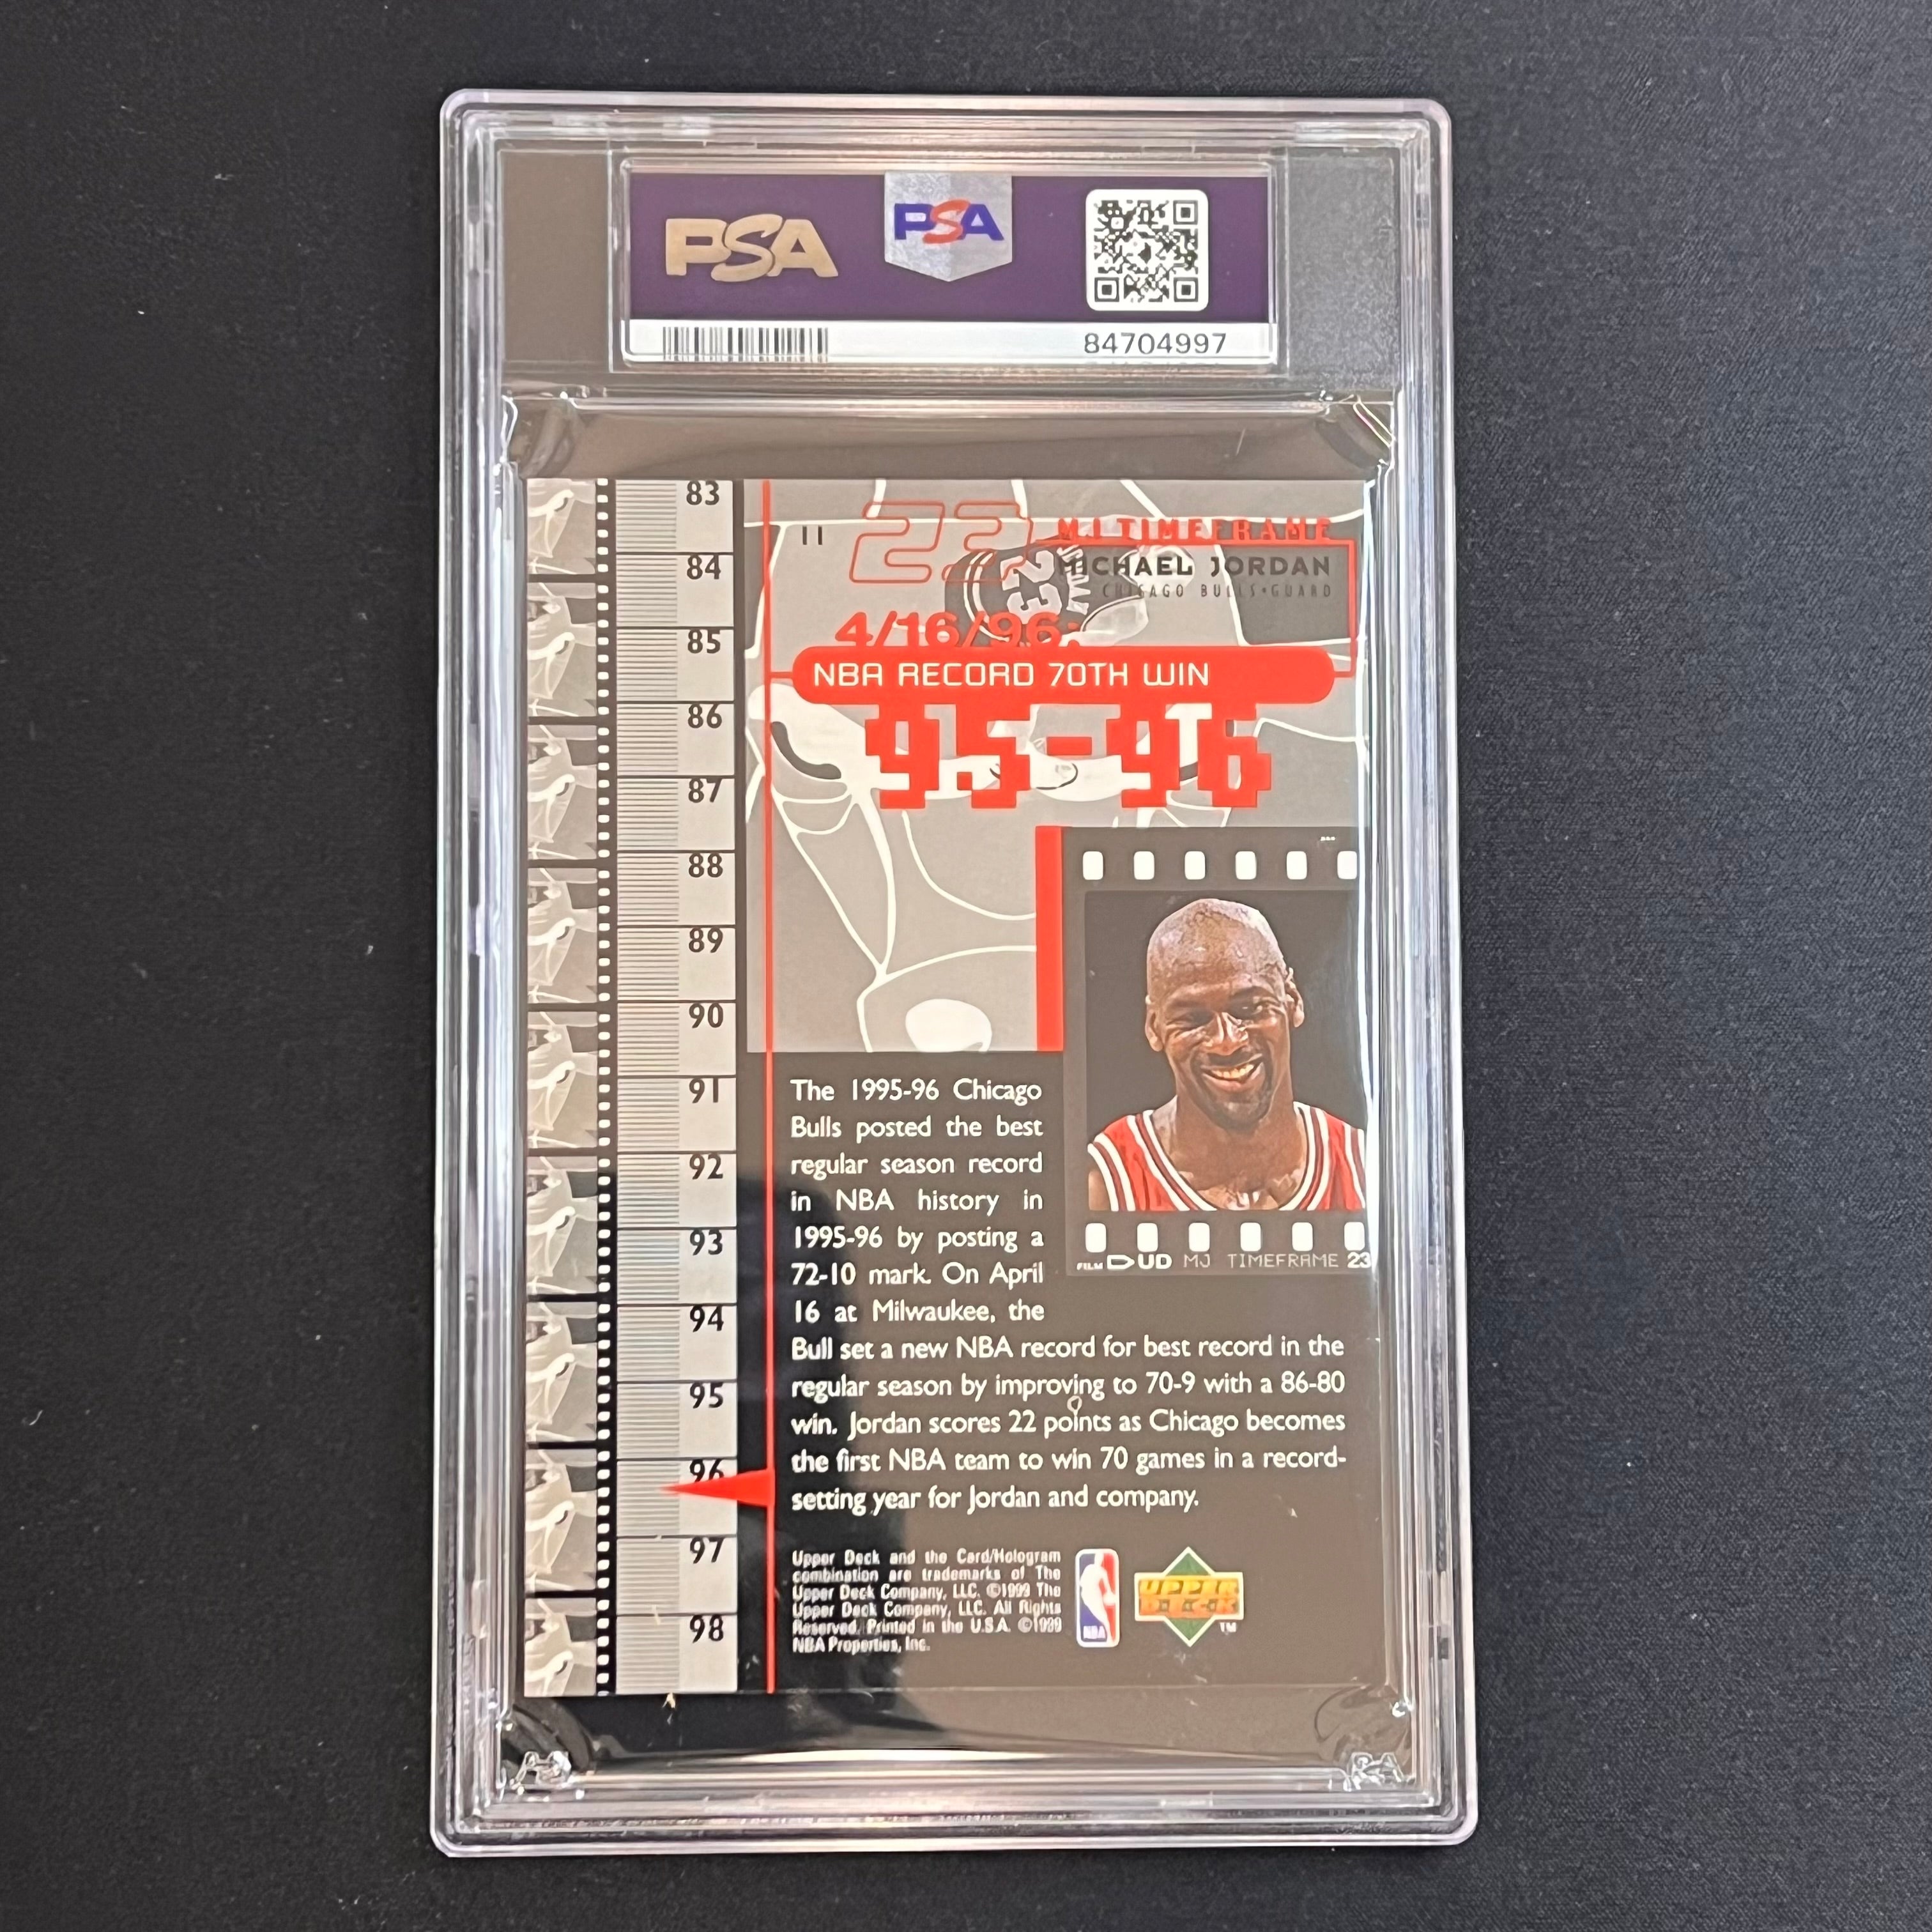 PSA
PSA
84704997
83
84
85
86
87
88
89
90
91
92
93
94
95
96
97
98
11
23
MJ TIMEFRAME
MICHAEL JORDAN
CHICAGO BULLS•GUARD
4/16/96:
NBA RECORD 70TH WIN
95-96
The 1995-96 Chicago
Bulls posted the best
regular season record
in NBA history in
1995-96 by posting a
72-10 mark. On April
16 at Milwaukee, the
Bull set a new NBA record for best record in the
regular season by improving to 70-9 with a 86-80
win. Jordan scores 22 points as Chicago becomes
the first NBA team to win 70 games in a record-
setting year for Jordan and company.
FILM UD MJ TIMEFRAME 23
Upper Deck and the Card/Hologram
combination are trademarks of The
Upper Deck Company, LLC. ©1999 The
Upper Deck Company, LLC. All Rights
Reserved. Printed in the U.S.A. ©1999
NBA Properties, Inc.
NBA
UPPER
DECK
TM